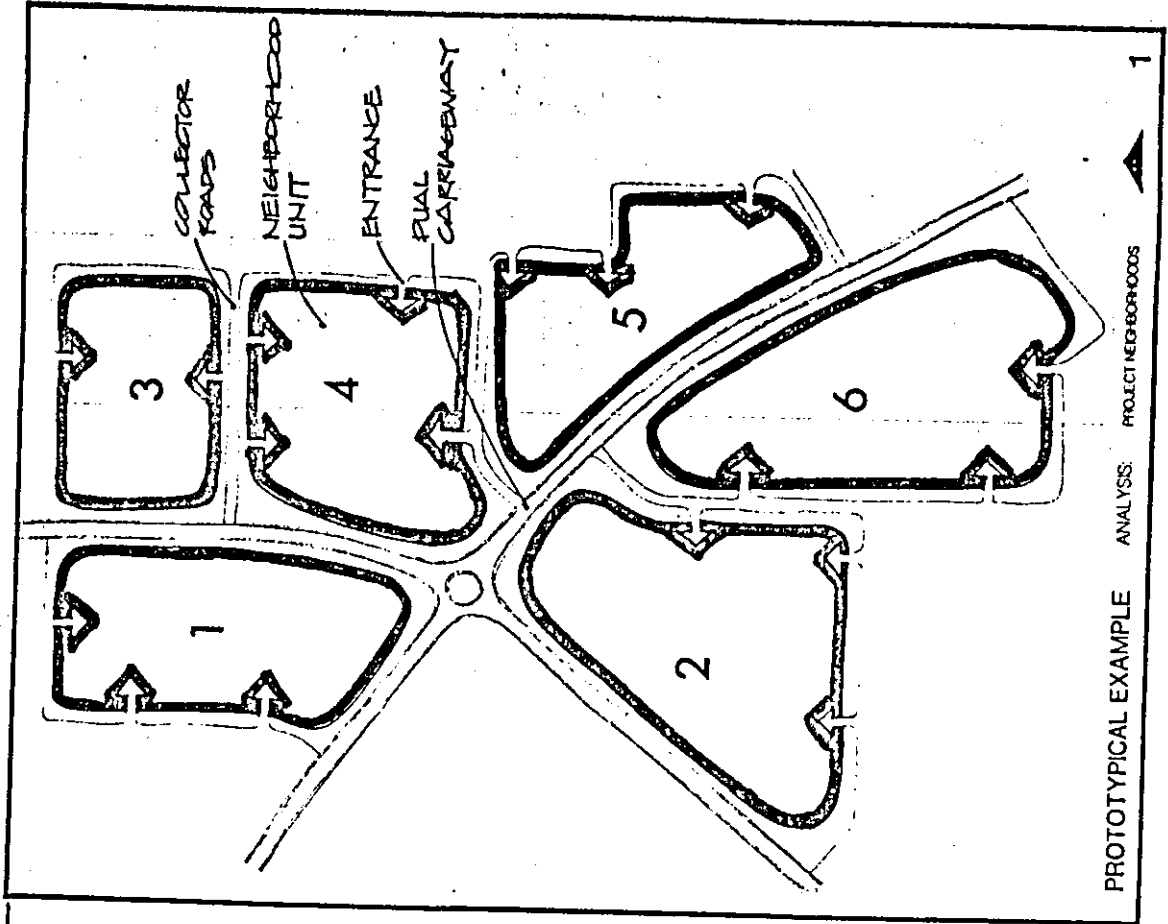 COLLECTOR
ROADS
NEIGHBORHOOD
UNIT
ENTRANCE
DUAL
CARRIAGEWAY
3
4
5
1
2
6
PROTOTYPICAL EXAMPLE
ANALYSIS:
PROJECT NEIGHBORHOODS
1